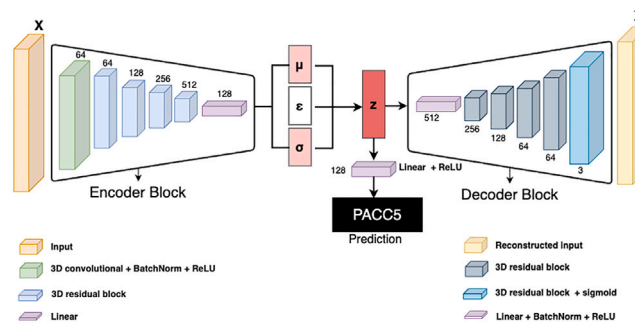 X
64
64
128
256
512
128
μ
ε
σ
z
512
256
128
64
64
3
128
Linear + ReLU
Encoder Block
Decoder Block
PACC5
Prediction
Input
3D convolutional + BatchNorm + ReLU
3D residual block
Linear
Reconstructed input
3D residual block
3D residual block + sigmoid
Linear + BatchNorm + ReLU